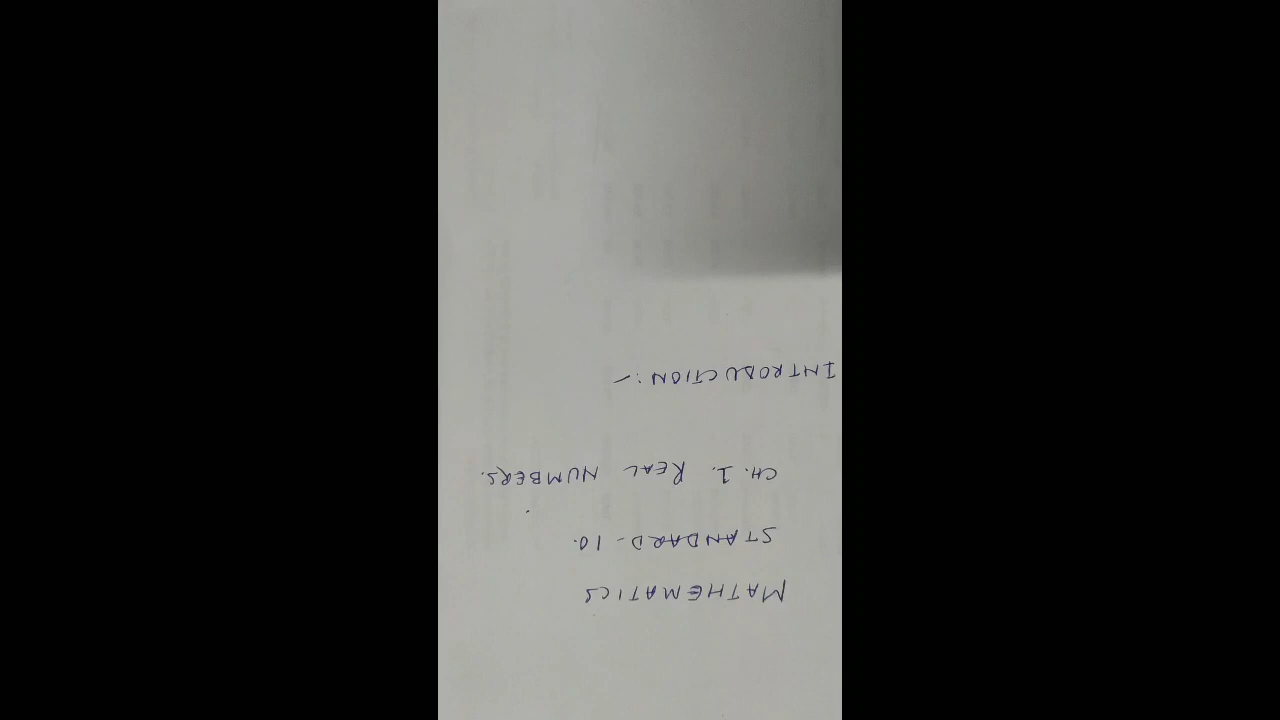 MATHEMATICS
STANDARD - 10.
CH. 1. REAL NUMBERS.
INTRODUCTION :-